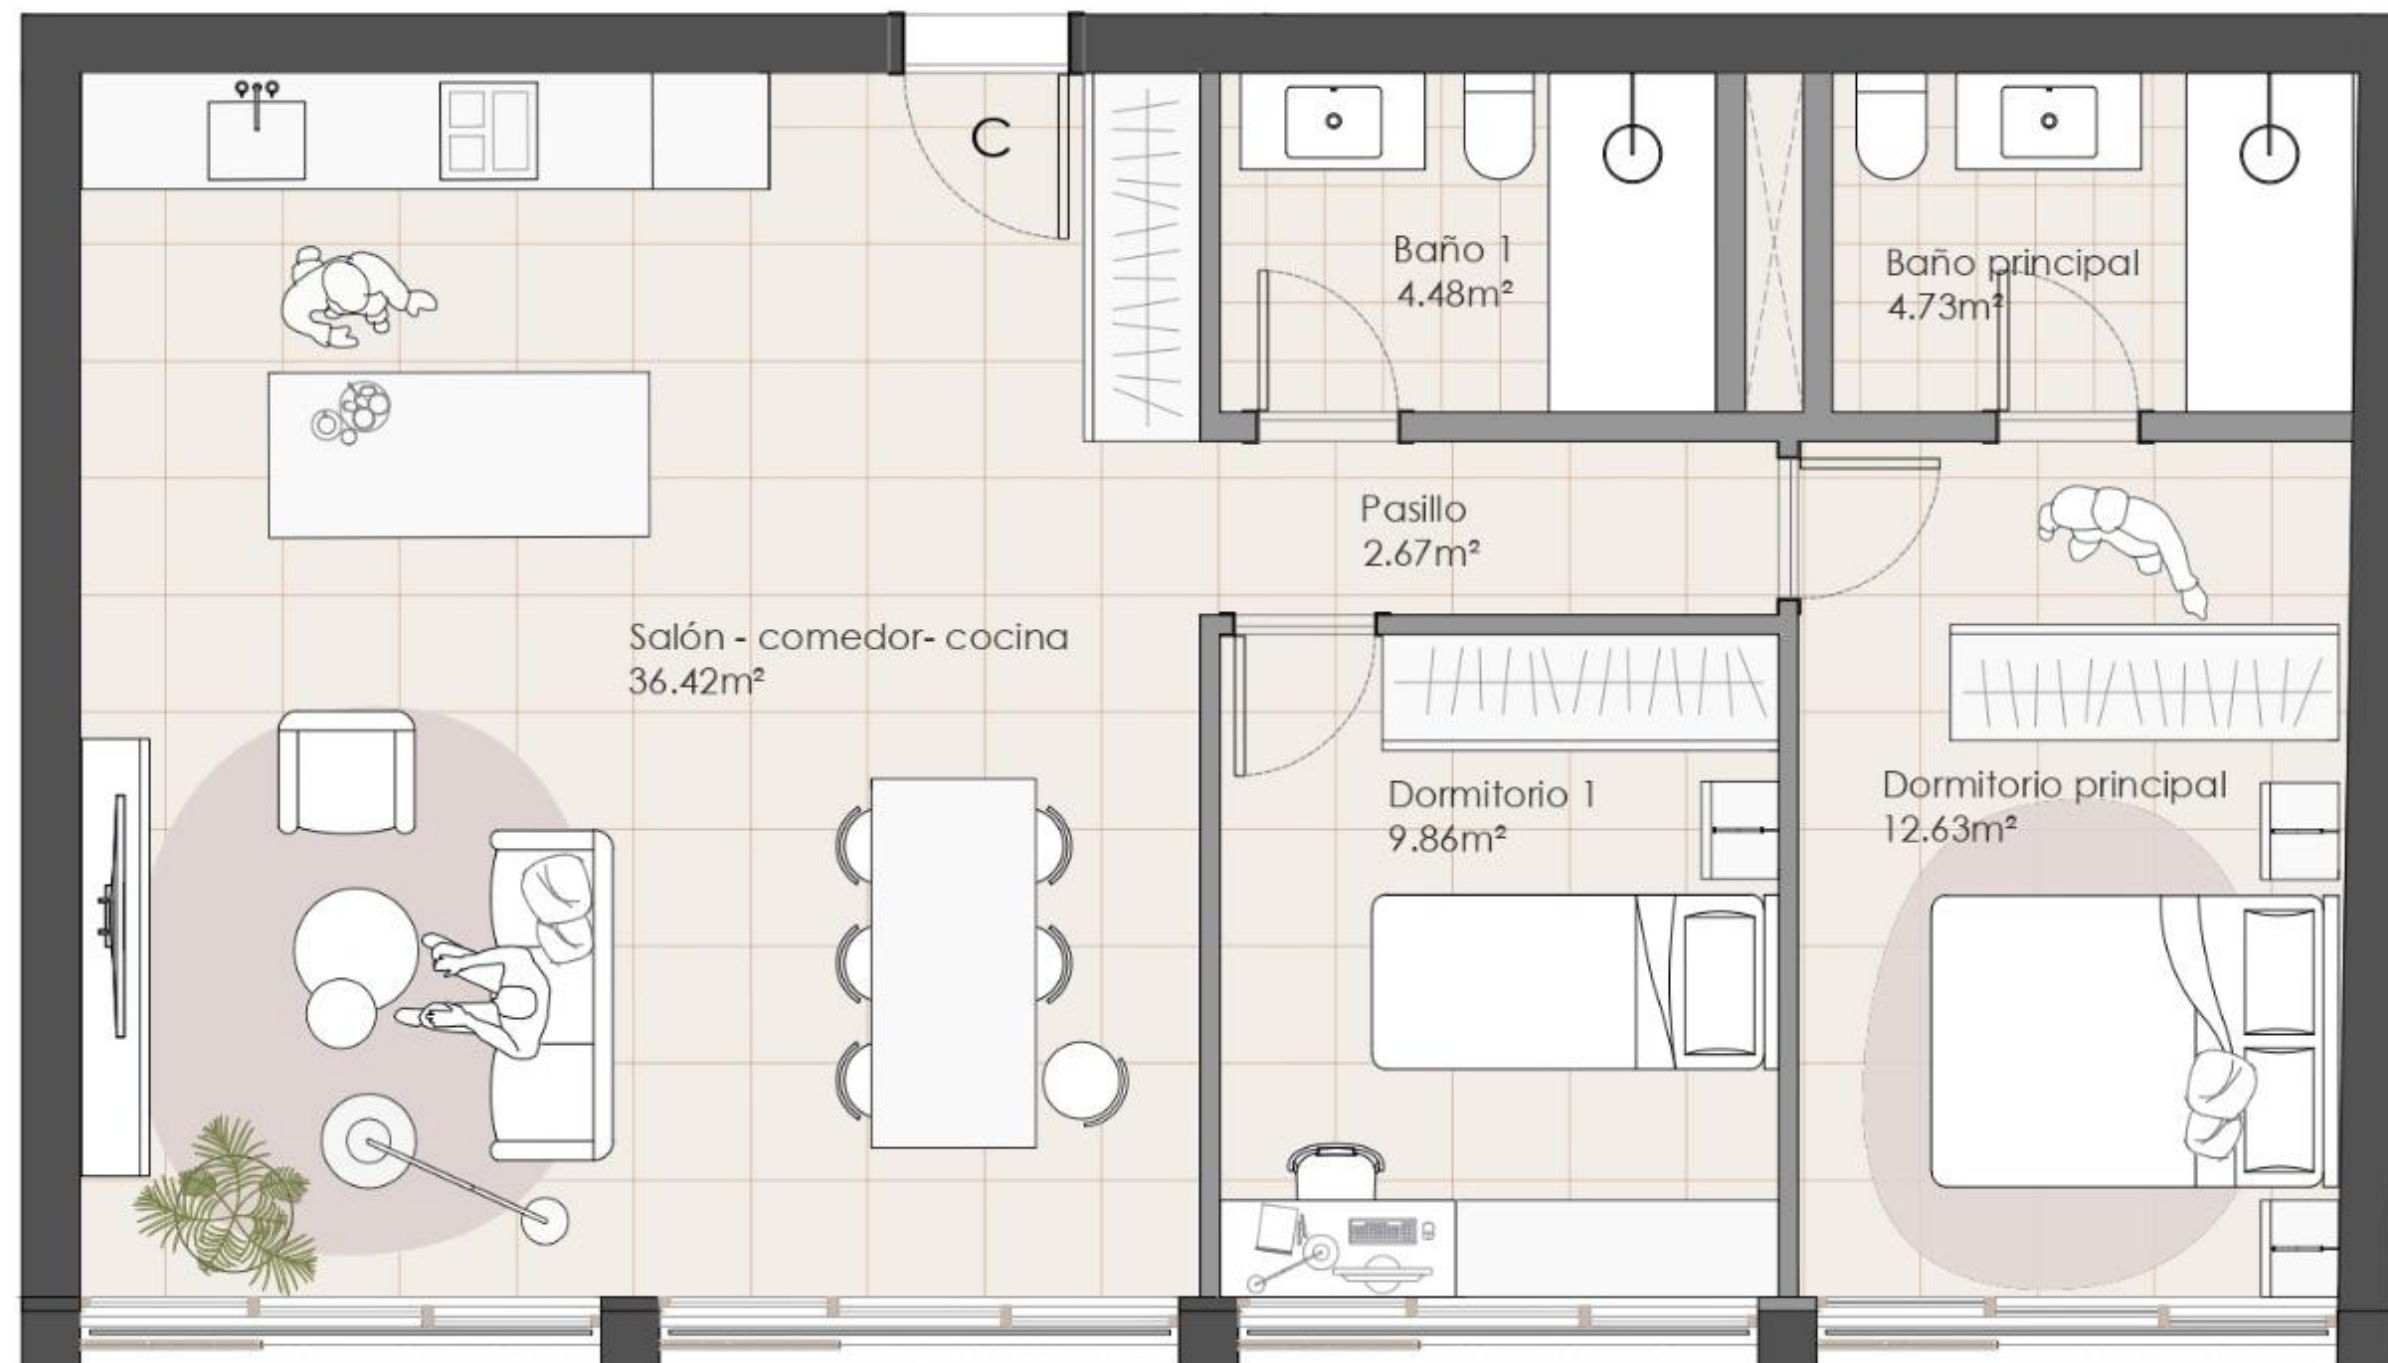 C
Baño 1
4.48m²
Baño principal
4.73m²
Pasillo
2.67m²
Salón - comedor- cocina
36.42m²
Dormitorio 1
9.86m²
Dormitorio principal
12.63m²